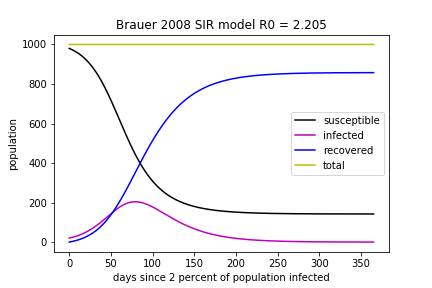 Brauer 2008 SIR model R0 = 2.205
1000
800
600
400
200
0
population
susceptible
infected
recovered
total
0 50 100 150 200 250 300 350
days since 2 percent of population infected